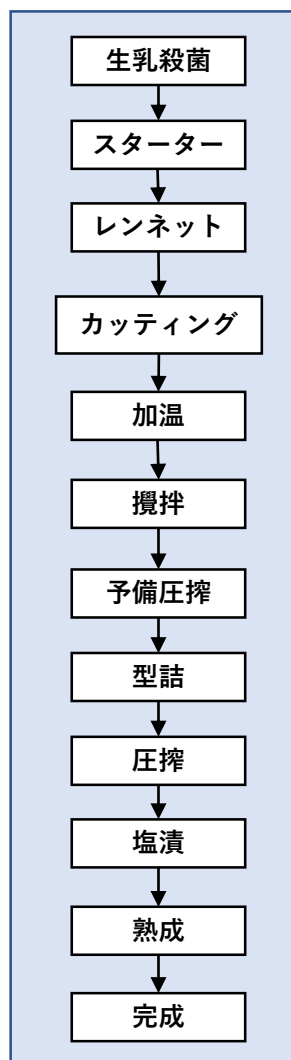 生乳殺菌
スターター
レンネット
カッティング
加温
攪拌
予備圧搾
型詰
圧搾
塩漬
熟成
完成